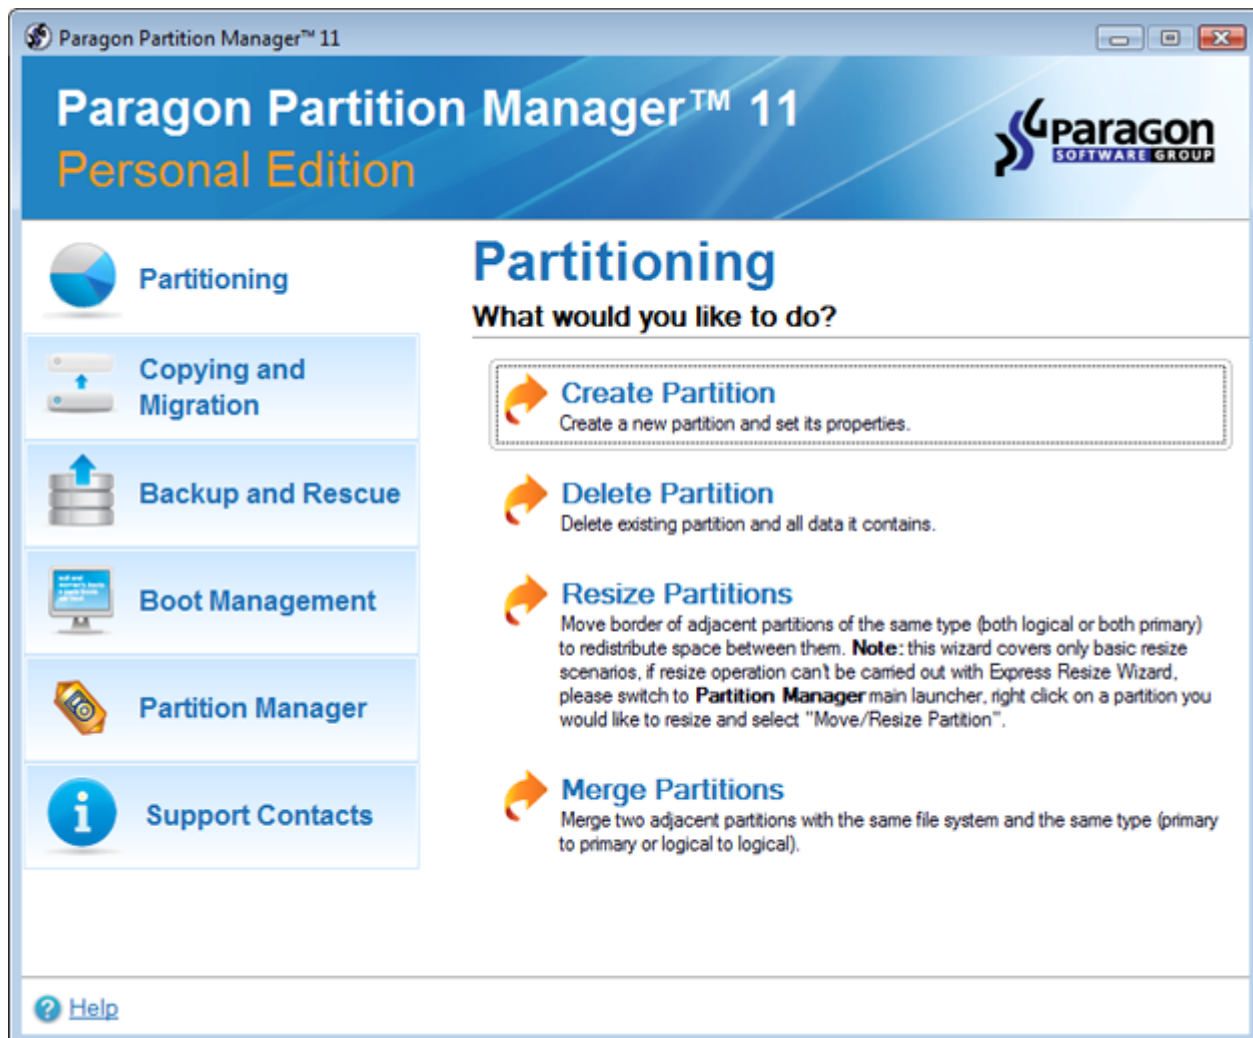 Paragon Partition Manager™ 11
Paragon Partition Manager™ 11
Personal Edition
Paragon
SOFTWARE GROUP
Partitioning
Copying and
Migration
Backup and Rescue
Boot Management
Partition Manager
Support Contacts
Partitioning
What would you like to do?
Create Partition
Create a new partition and set its properties.
Delete Partition
Delete existing partition and all data it contains.
Resize Partitions
Move border of adjacent partitions of the same type (both logical or both primary)
to redistribute space between them. Note: this wizard covers only basic resize
scenarios, if resize operation can't be carried out with Express Resize Wizard,
please switch to Partition Manager main launcher, right click on a partition you
would like to resize and select "Move/Resize Partition".
Merge Partitions
Merge two adjacent partitions with the same file system and the same type (primary
to primary or logical to logical).
Help